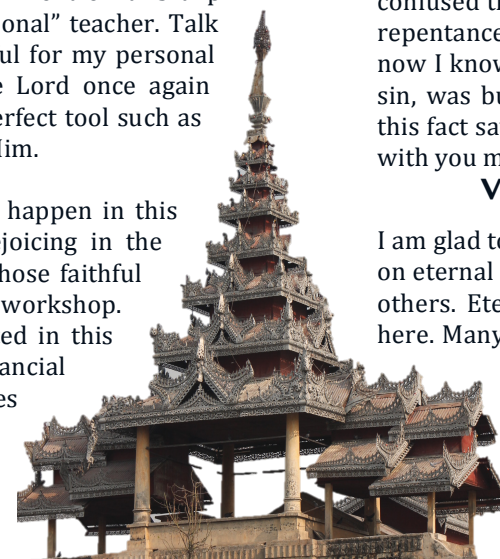 onal” teacher. Talk
ul for my personal
Lord once again
erfect tool such as
Him.
happen in this
joicing in the
hose faithful
workshop.
ed in this
ancial
es
repentance
now I know
sin, was bu
this fact sa
with you m
V
I am glad to
on eternal
others. Ete
here. Many